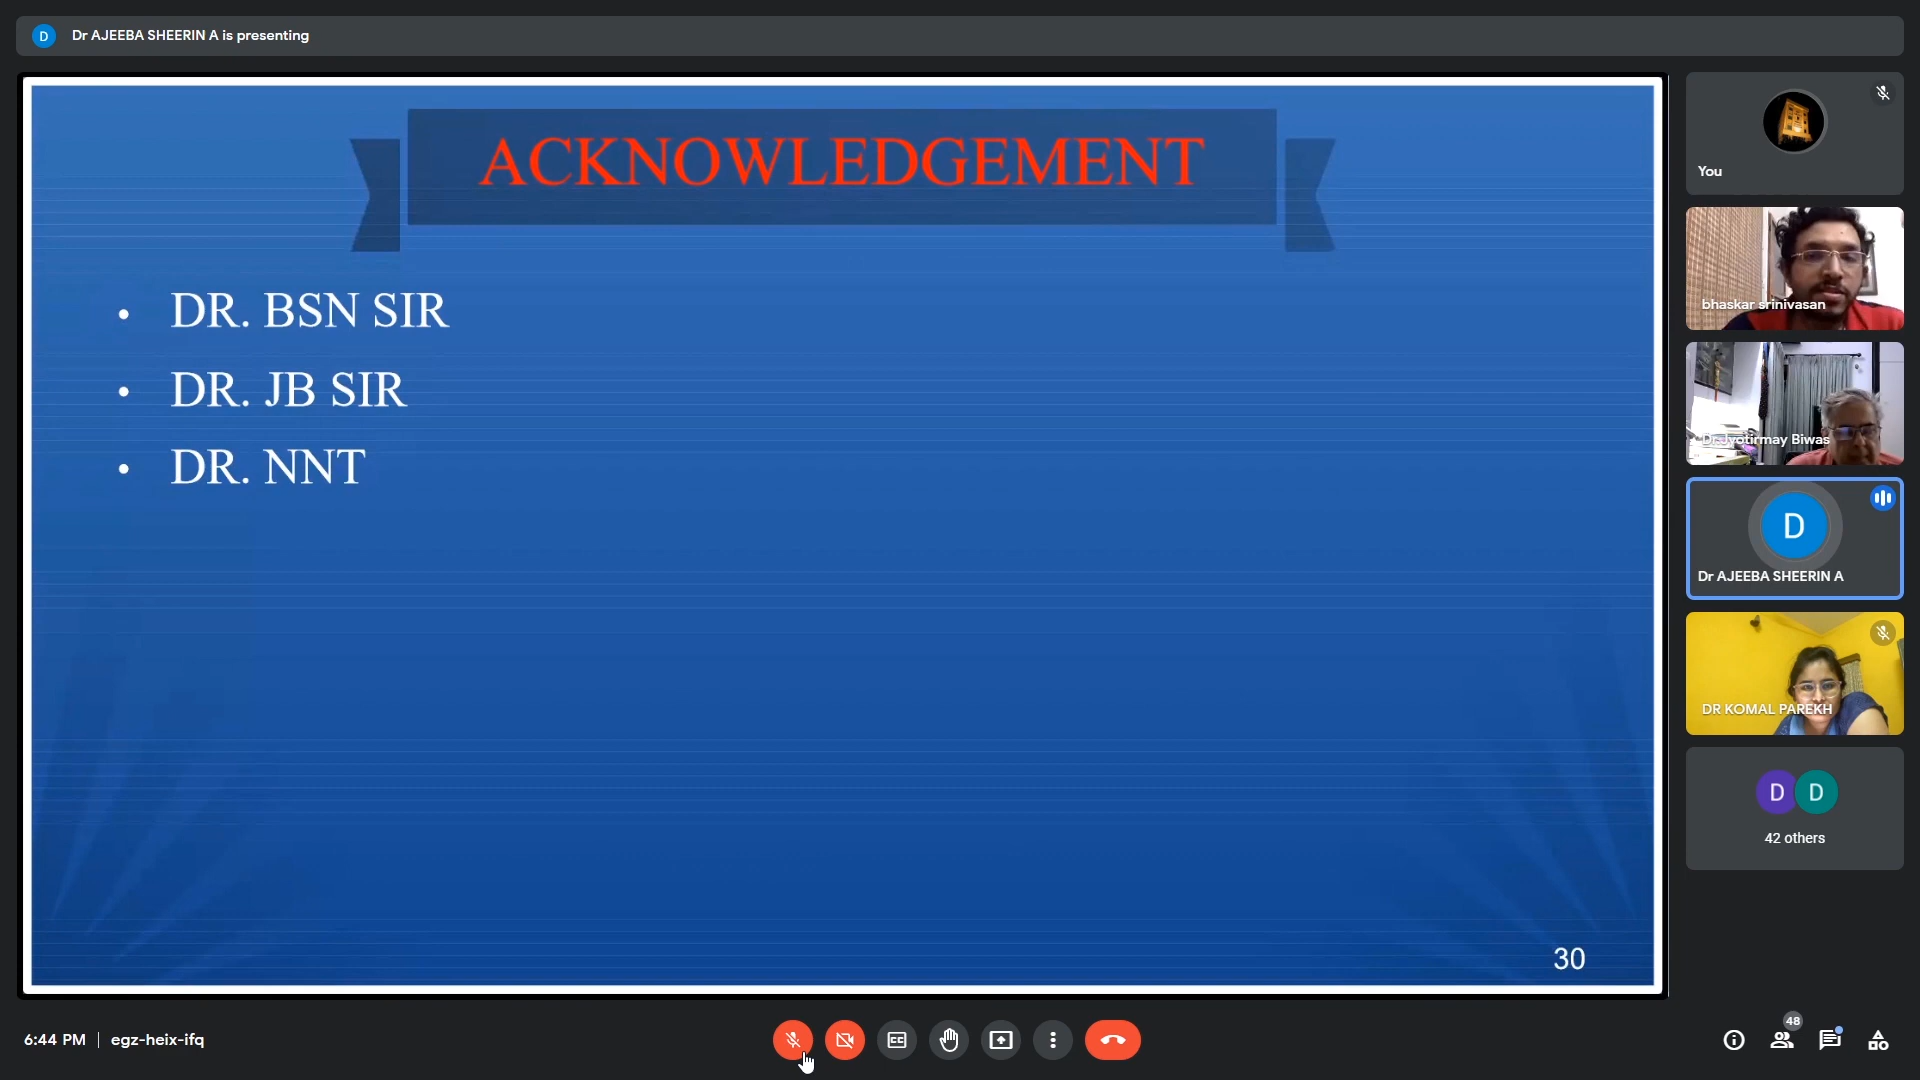 D Dr AJEEBA SHEERIN A is presenting
ACKNOWLEDGEMENT
• DR. BSN SIR
• DR. JB SIR
• DR. NNT
30
You
bhaskar srinivasan
Dr.Jyotirmay Biwas
D
Dr AJEEBA SHEERIN A
DR KOMAL PAREKH
D D
42 others
6:44 PM | egz-heix-ifq
CC
48